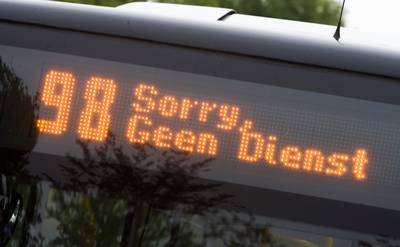 98 Sorry,
Geen Dienst